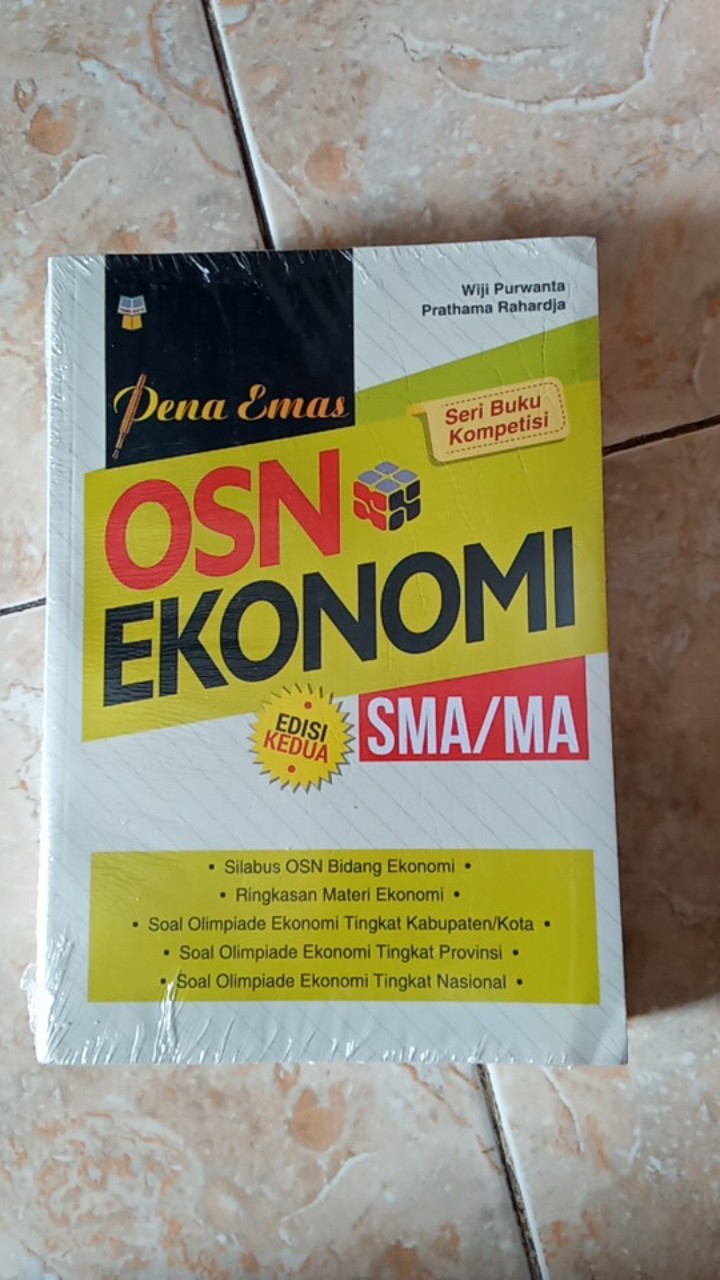 Wiji Purwanta
Prathama Rahardja
Pena Emas
Seri Buku
Kompetisi
OSN
EKONOMI
EDISI
KEDUA
SMA/MA
• Silabus OSN Bidang Ekonomi •
• Ringkasan Materi Ekonomi •
• Soal Olimpiade Ekonomi Tingkat Kabupaten/Kota •
• Soal Olimpiade Ekonomi Tingkat Provinsi •
• Soal Olimpiade Ekonomi Tingkat Nasional •